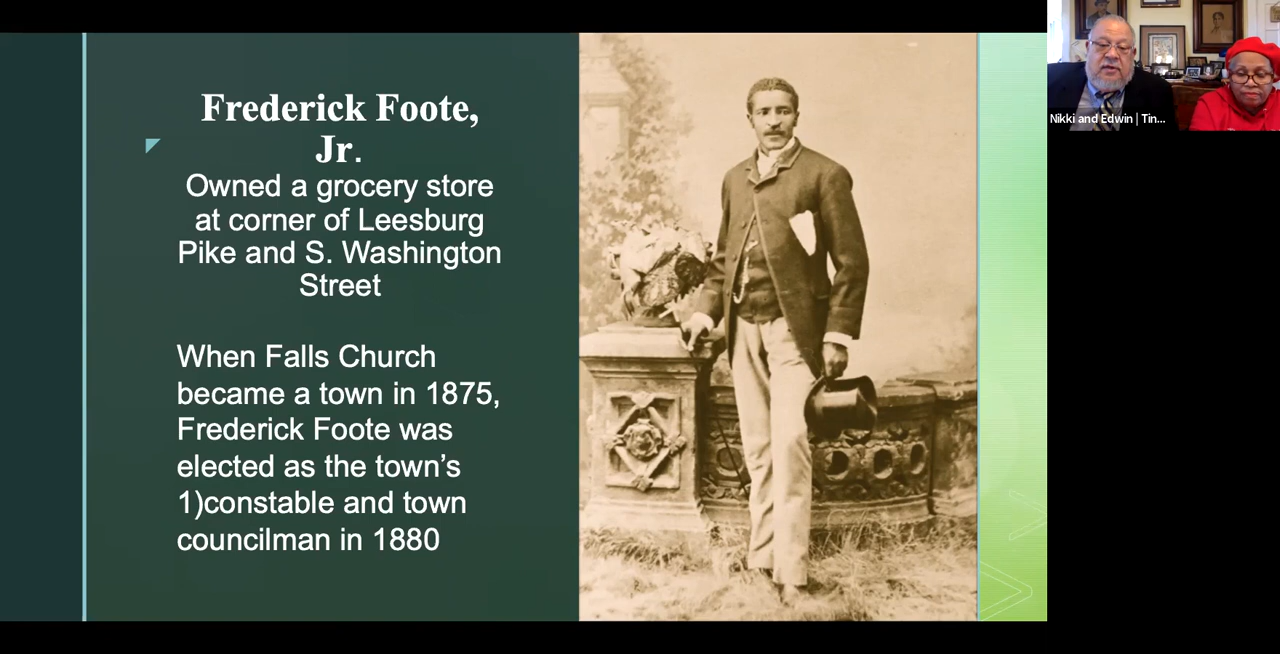 Frederick Foote,
Jr.
Owned a grocery store
at corner of Leesburg
Pike and S. Washington
Street
When Falls Church
became a town in 1875,
Frederick Foote was
elected as the town’s
1)constable and town
councilman in 1880
Nikki and Edwin | Tin...